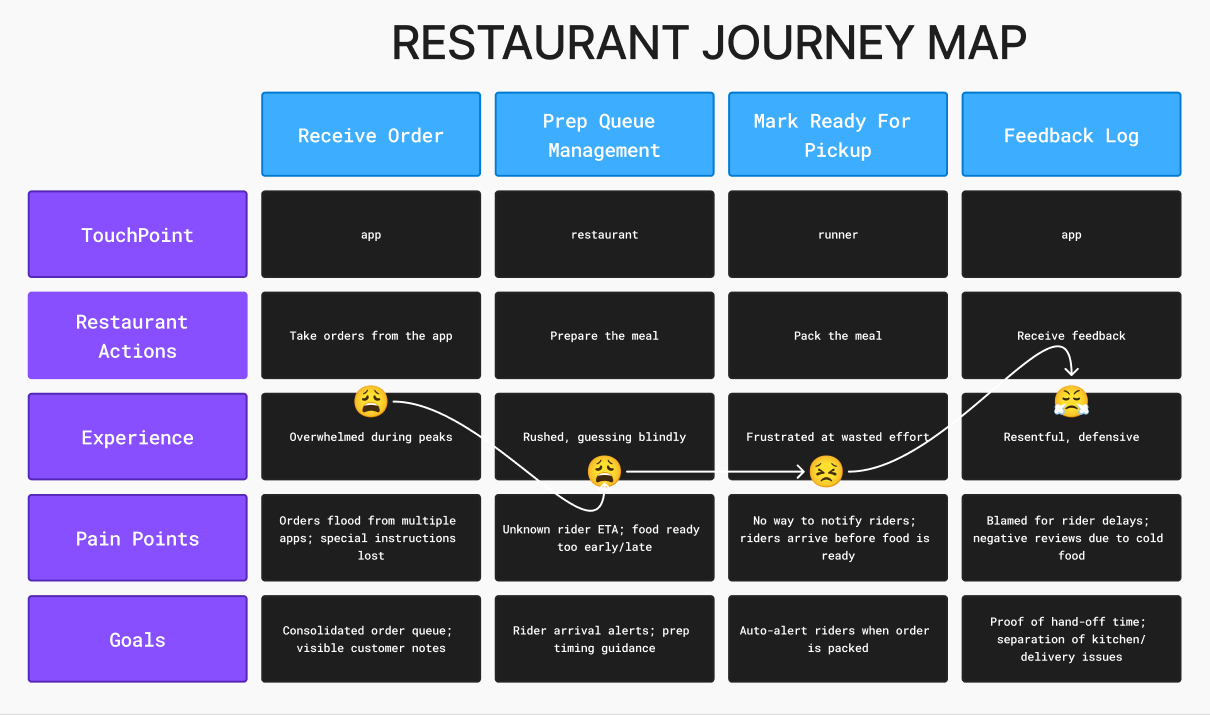 RESTAURANT JOURNEY MAP
Receive Order
Prep Queue
Management
Mark Ready For
Pickup
Feedback Log
TouchPoint
app
restaurant
runner
app
Restaurant
Actions
Take orders from the app
Prepare the meal
Pack the meal
Receive feedback
Experience
Overwhelmed during peaks
Rushed, guessing blindly
Frustrated at wasted effort
Resentful, defensive
Pain Points
Orders flood from multiple
apps; special instructions
lost
Unknown rider ETA; food ready
too early/late
No way to notify riders;
riders arrive before food is
ready
Blamed for rider delays;
negative reviews due to cold
food
Goals
Consolidated order queue;
visible customer notes
Rider arrival alerts; prep
timing guidance
Auto-alert riders when order
is packed
Proof of hand-off time;
separation of kitchen/
delivery issues